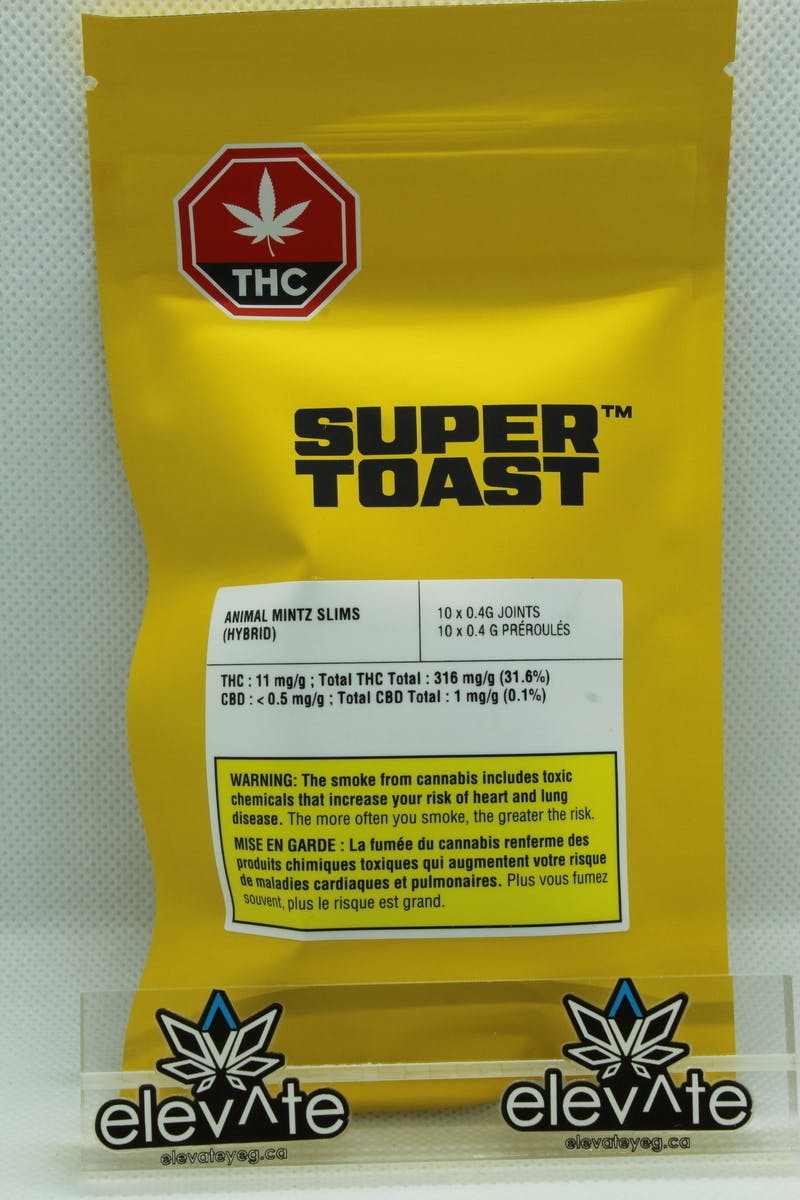 THC
SUPER™
TOAST
ANIMAL MINTZ SLIMS
(HYBRID)
10 x 0.4G JOINTS
10 x 0.4 G PRÉROULÉS
THC : 11 mg/g ; Total THC Total : 316 mg/g (31.6%)
CBD : < 0.5 mg/g ; Total CBD Total : 1 mg/g (0.1%)
WARNING: The smoke from cannabis includes toxic
chemicals that increase your risk of heart and lung
disease. The more often you smoke, the greater the risk.
MISE EN GARDE : La fumée du cannabis renferme des
produits chimiques toxiques qui augmentent votre risque
de maladies cardiaques et pulmonaires. Plus vous fumez
souvent, plus le risque est grand.
elev^te
elevateyeg.ca
elev^te
elevateyeg.ca